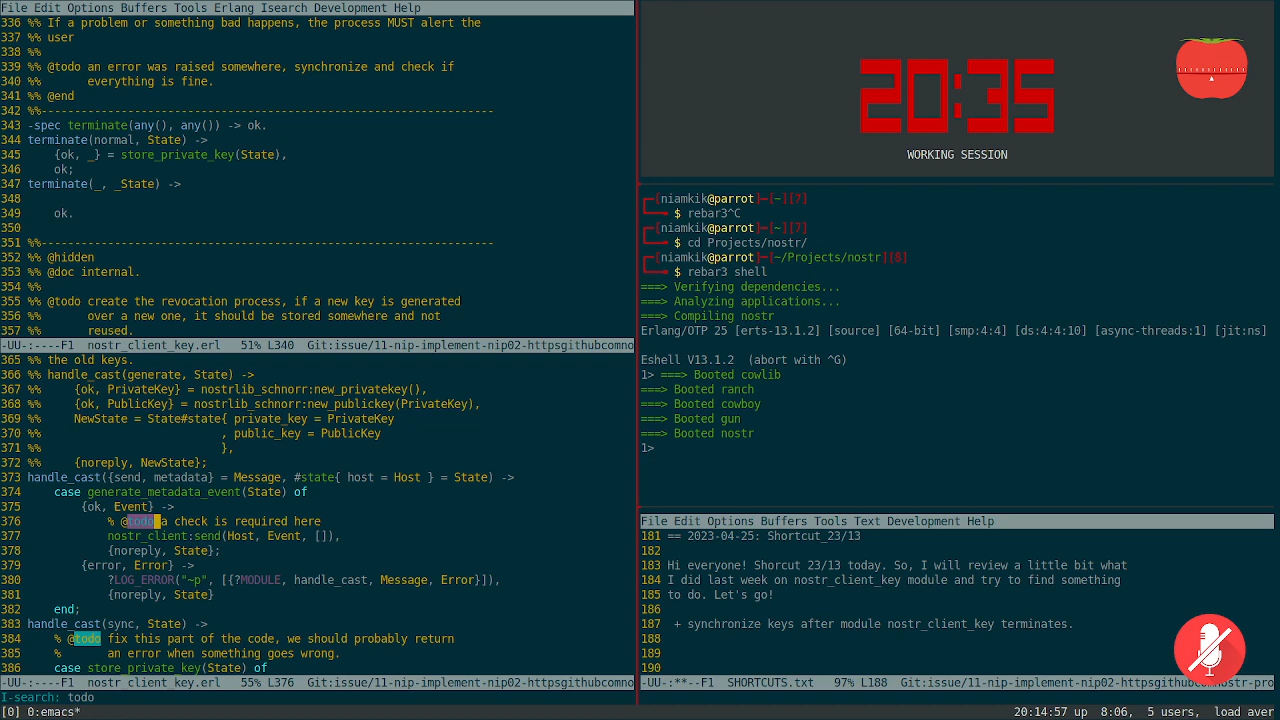 File Edit Options Buffers Tools Erlang Isearch Development Help
336 %% If a problem or something bad happens, the process MUST alert the
337 %% user
338 %%
339 %% @todo an error was raised somewhere, synchronize and check if
340 %%       everything is fine.
341 %% @end
342 %%--------------------------------------------------------------------
343 -spec terminate(any(), any()) -> ok.
344 terminate(normal, State) ->
345     {ok, _} = store_private_key(State),
346     ok;
347 terminate(_, _State) ->
348
349     ok.
350
351 %%--------------------------------------------------------------------
352 %% @hidden
353 %% @doc internal.
354 %%
355 %% @todo create the revocation process, if a new key is generated
356 %%       over a new one, it should be stored somewhere and not
357 %%       reused.
-UU-:----F1  nostr_client_key.erl   51% L340  Git:issue/11-nip-implement-nip02-httpsgithubcomno
365 %% the old keys.
366 %% handle_cast(generate, State) ->
367 %%     {ok, PrivateKey} = nostrlib_schnorr:new_privatekey(),
368 %%     {ok, PublicKey} = nostrlib_schnorr:new_publickey(PrivateKey),
369 %%     NewState = State#state{ private_key = PrivateKey
370 %%                           , public_key = PublicKey
371 %%                           },
372 %%     {noreply, NewState};
373 handle_cast({send, metadata} = Message, #state{ host = Host } = State) ->
374     case generate_metadata_event(State) of
375         {ok, Event} ->
376             % @todo a check is required here
377             nostr_client:send(Host, Event, []),
378             {noreply, State};
379         {error, Error} ->
380             ?LOG_ERROR("~p", [{?MODULE, handle_cast, Message, Error}]),
381             {noreply, State}
382     end;
383 handle_cast(sync, State) ->
384     % @todo fix this part of the code, we should probably return
385     %       an error when something goes wrong.
386     case store_private_key(State) of
-UU-:----F1  nostr_client_key.erl   55% L376  Git:issue/11-nip-implement-nip02-httpsgithubcomno
I-search: todo
20:35
WORKING SESSION
[niamkik@parrot]─[~][7]
$ rebar3^C
[niamkik@parrot]─[~][7]
$ cd Projects/nostr/
[niamkik@parrot]─[~/Projects/nostr][8]
$ rebar3 shell
===> Verifying dependencies...
===> Analyzing applications...
===> Compiling nostr
Erlang/OTP 25 [erts-13.1.2] [source] [64-bit] [smp:4:4] [ds:4:4:10] [async-threads:1] [jit:ns]
Eshell V13.1.2  (abort with ^G)
1> ===> Booted cowlib
===> Booted ranch
===> Booted cowboy
===> Booted gun
===> Booted nostr
1>
File Edit Options Buffers Tools Text Development Help
181 == 2023-04-25: Shortcut_23/13
182
183 Hi everyone! Shorcut 23/13 today. So, I will review a little bit what
184 I did last week on nostr_client_key module and try to find something
185 to do. Let's go!
186
187  + synchronize keys after module nostr_client_key terminates.
188
189
190
-UU-:**--F1  SHORTCUTS.txt   97% L188  Git:issue/11-nip-implement-nip02-httpsgithubcomnostr-pro
[0] 0:emacs*
20:14:57 up  8:06,  5 users,  load aver